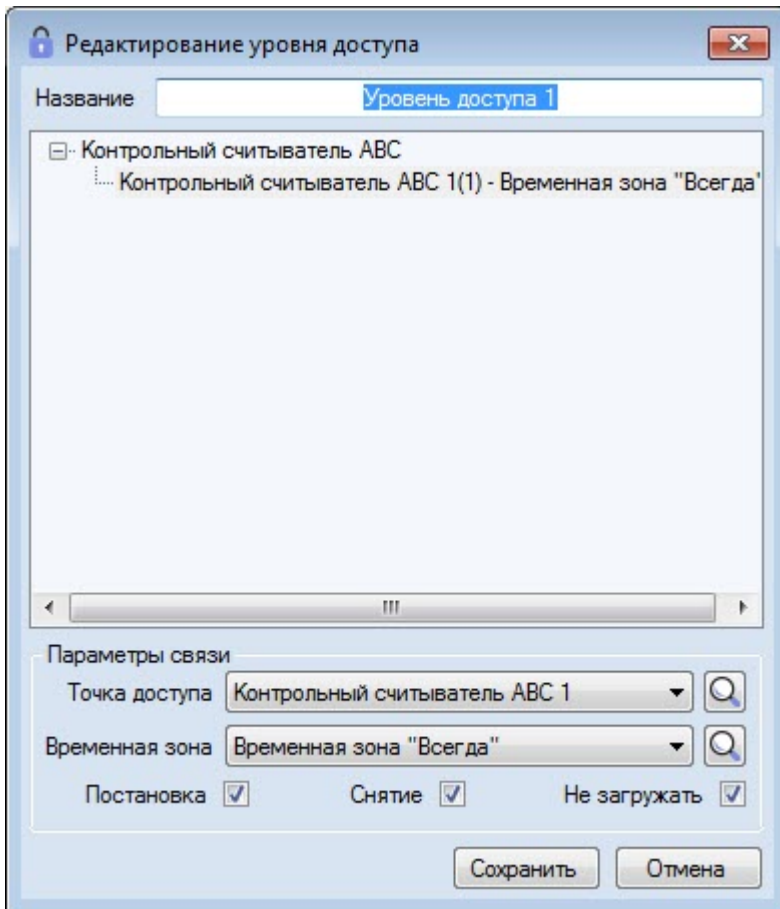 Редактирование уровня доступа
Название Уровень доступа 1
Контрольный считыватель ABC
Контрольный считыватель ABC 1(1) - Временная зона "Всегда"
Параметры связи
Точка доступа Контрольный считыватель ABC 1
Временная зона Временная зона "Всегда"
Постановка Снятие Не загружать
Сохранить Отмена